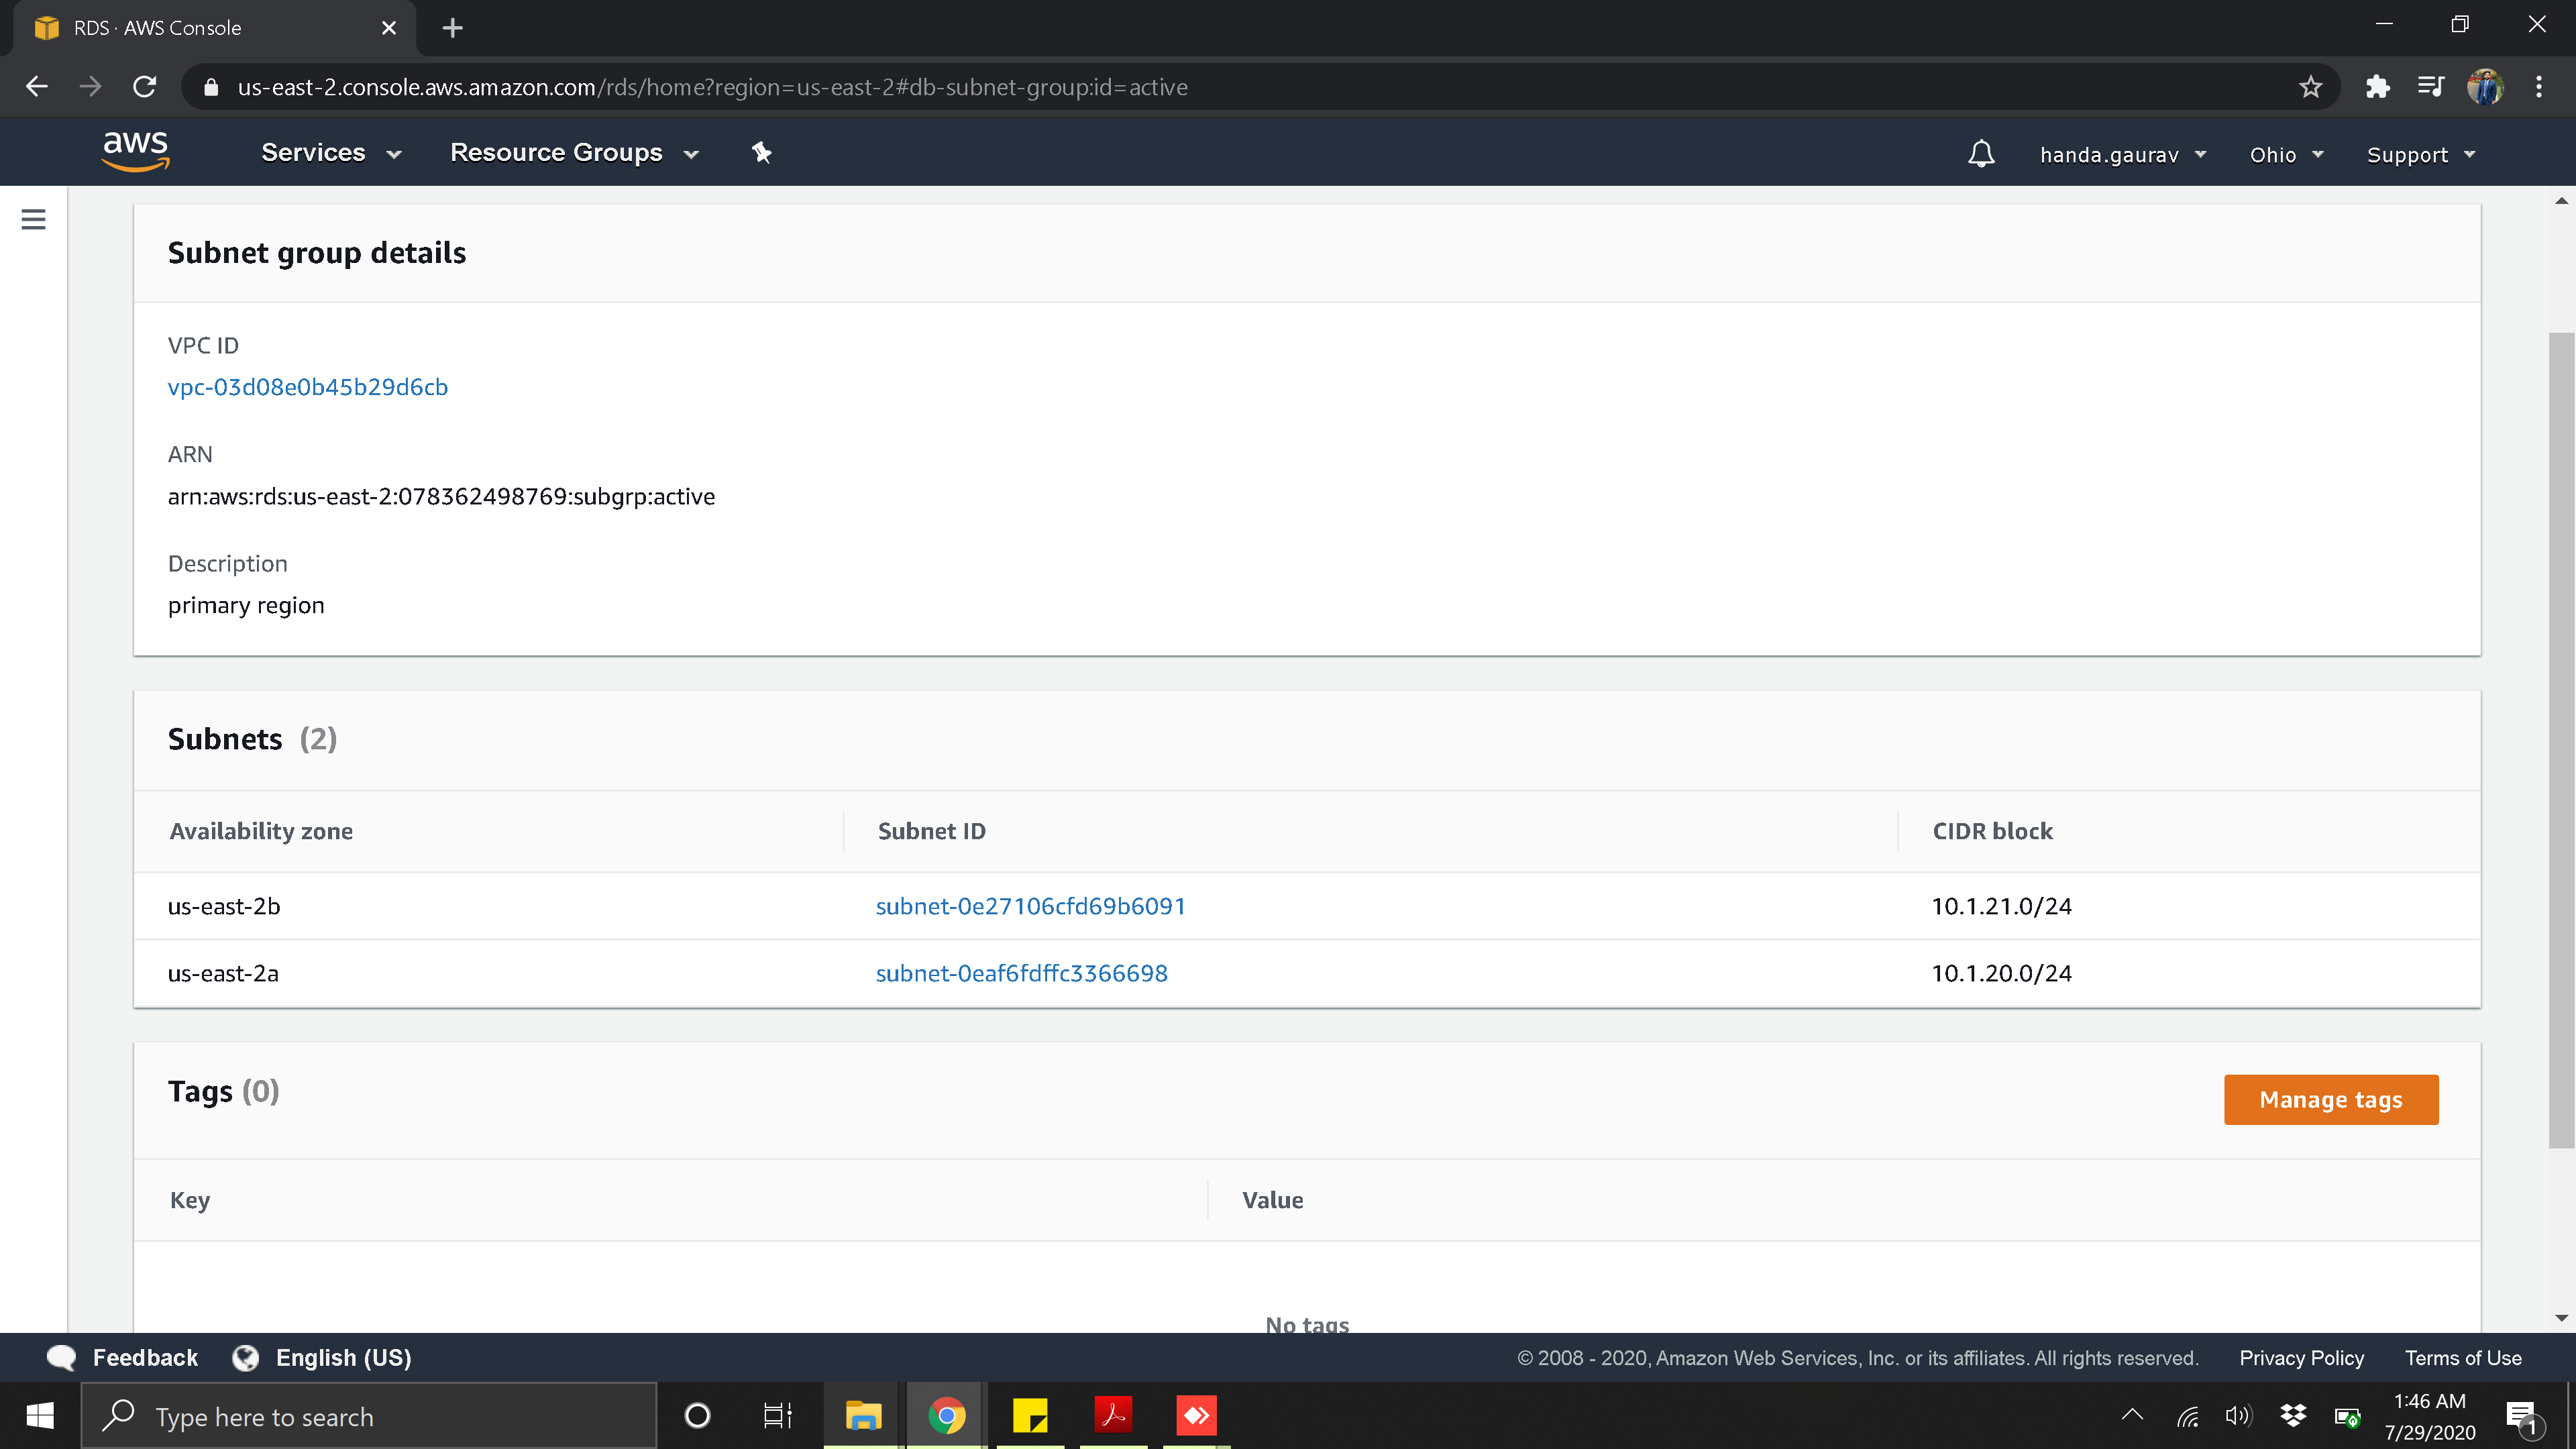 RDS · AWS Console
us-east-2.console.aws.amazon.com/rds/home?region=us-east-2#db-subnet-group:id=active
aws Services Resource Groups handa.gaurav Ohio Support
Subnet group details
VPC ID
vpc-03d08e0b45b29d6cb
ARN
arn:aws:rds:us-east-2:078362498769:subgrp:active
Description
primary region
Subnets (2)
Availability zone Subnet ID CIDR block
us-east-2b subnet-0e27106cfd69b6091 10.1.21.0/24
us-east-2a subnet-0eaf6fdffc3366698 10.1.20.0/24
Tags (0) Manage tags
Key Value
No tags
Feedback English (US) © 2008 - 2020, Amazon Web Services, Inc. or its affiliates. All rights reserved. Privacy Policy Terms of Use
Type here to search
1:46 AM
7/29/2020
1